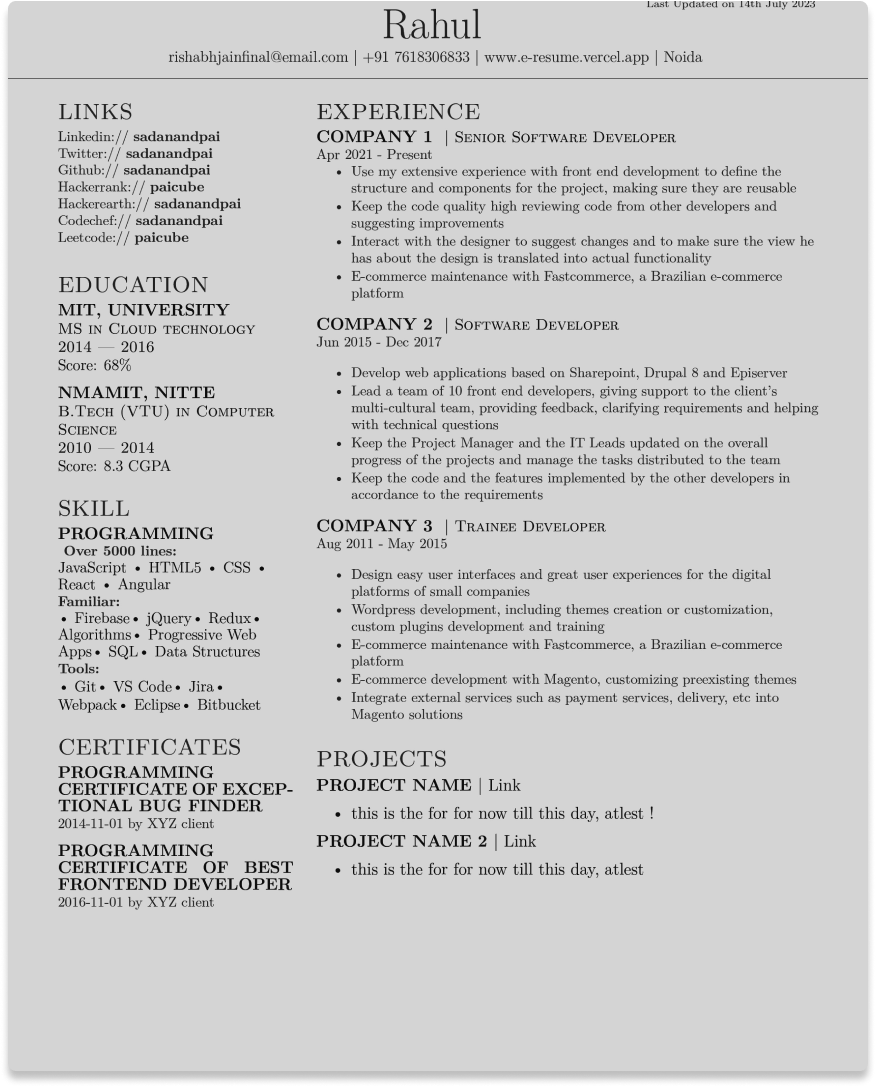 Last Updated on 14th July 2023
Rahul
rishabhjainfinal@email.com | +91 7618306833 | www.e-resume.vercel.app | Noida
LINKS
Linkedin:// sadanandpai
Twitter:// sadanandpai
Github:// sadanandpai
Hackerrank:// paicube
Hackerearth:// sadanandpai
Codechef:// sadanandpai
Leetcode:// paicube
EDUCATION
MIT, UNIVERSITY
MS in Cloud technology
2014 — 2016
Score: 68%
NMAMIT, NITTE
B.Tech (VTU) in Computer
Science
2010 — 2014
Score: 8.3 CGPA
SKILL
PROGRAMMING
Over 5000 lines:
JavaScript • HTML5 • CSS •
React • Angular
Familiar:
• Firebase• jQuery• Redux•
Algorithms• Progressive Web
Apps• SQL• Data Structures
Tools:
• Git• VS Code• Jira•
Webpack• Eclipse• Bitbucket
CERTIFICATES
PROGRAMMING
CERTIFICATE OF EXCEP-
TIONAL BUG FINDER
2014-11-01 by XYZ client
PROGRAMMING
CERTIFICATE OF BEST
FRONTEND DEVELOPER
2016-11-01 by XYZ client
EXPERIENCE
COMPANY 1 | Senior Software Developer
Apr 2021 - Present
• Use my extensive experience with front end development to define the
structure and components for the project, making sure they are reusable
• Keep the code quality high reviewing code from other developers and
suggesting improvements
• Interact with the designer to suggest changes and to make sure the view he
has about the design is translated into actual functionality
• E-commerce maintenance with Fastcommerce, a Brazilian e-commerce
platform
COMPANY 2 | Software Developer
Jun 2015 - Dec 2017
• Develop web applications based on Sharepoint, Drupal 8 and Episerver
• Lead a team of 10 front end developers, giving support to the client's
multi-cultural team, providing feedback, clarifying requirements and helping
with technical questions
• Keep the Project Manager and the IT Leads updated on the overall
progress of the projects and manage the tasks distributed to the team
• Keep the code and the features implemented by the other developers in
accordance to the requirements
COMPANY 3 | Trainee Developer
Aug 2011 - May 2015
• Design easy user interfaces and great user experiences for the digital
platforms of small companies
• Wordpress development, including themes creation or customization,
custom plugins development and training
• E-commerce maintenance with Fastcommerce, a Brazilian e-commerce
platform
• E-commerce development with Magento, customizing preexisting themes
• Integrate external services such as payment services, delivery, etc into
Magento solutions
PROJECTS
PROJECT NAME | Link
• this is the for for now till this day, atlest !
PROJECT NAME 2 | Link
• this is the for for now till this day, atlest